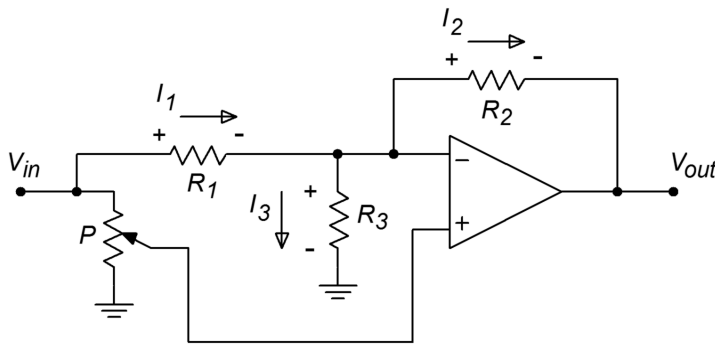 I2
+ -
R2
I1
+ -
R1
Vin
Vout
I3
+
-
R3
P
−
+